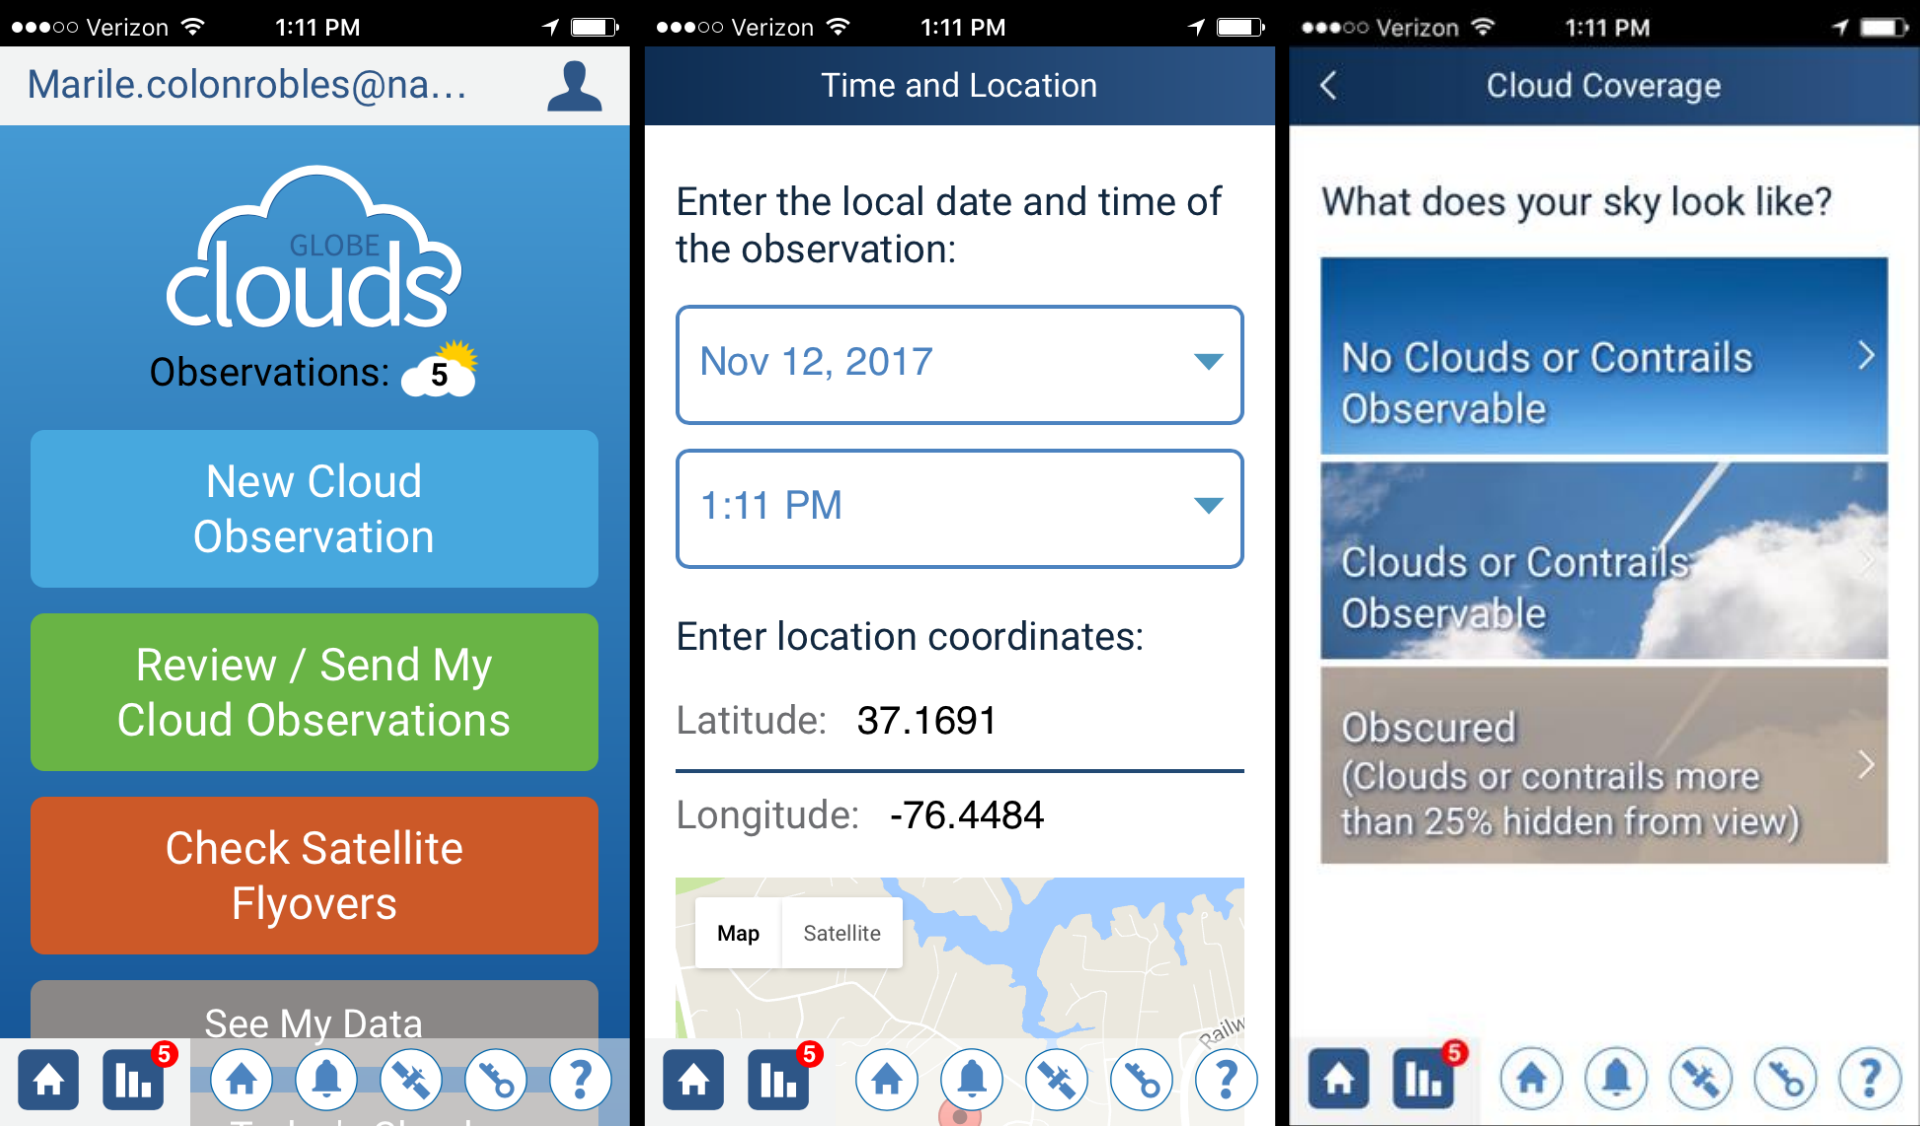 Verizon 1:11 PM
Marile.colonrobles@na...
GLOBE
clouds
Observations: 5
New Cloud
Observation
Review / Send My
Cloud Observations
Check Satellite
Flyovers
See My Data
5
?
Verizon 1:11 PM
Time and Location
Enter the local date and time of
the observation:
Nov 12, 2017
1:11 PM
Enter location coordinates:
Latitude: 37.1691
Longitude: -76.4484
Map Satellite
5
?
Verizon 1:11 PM
Cloud Coverage
What does your sky look like?
No Clouds or Contrails
Observable
Clouds or Contrails
Observable
Obscured
(Clouds or contrails more
than 25% hidden from view)
5
?